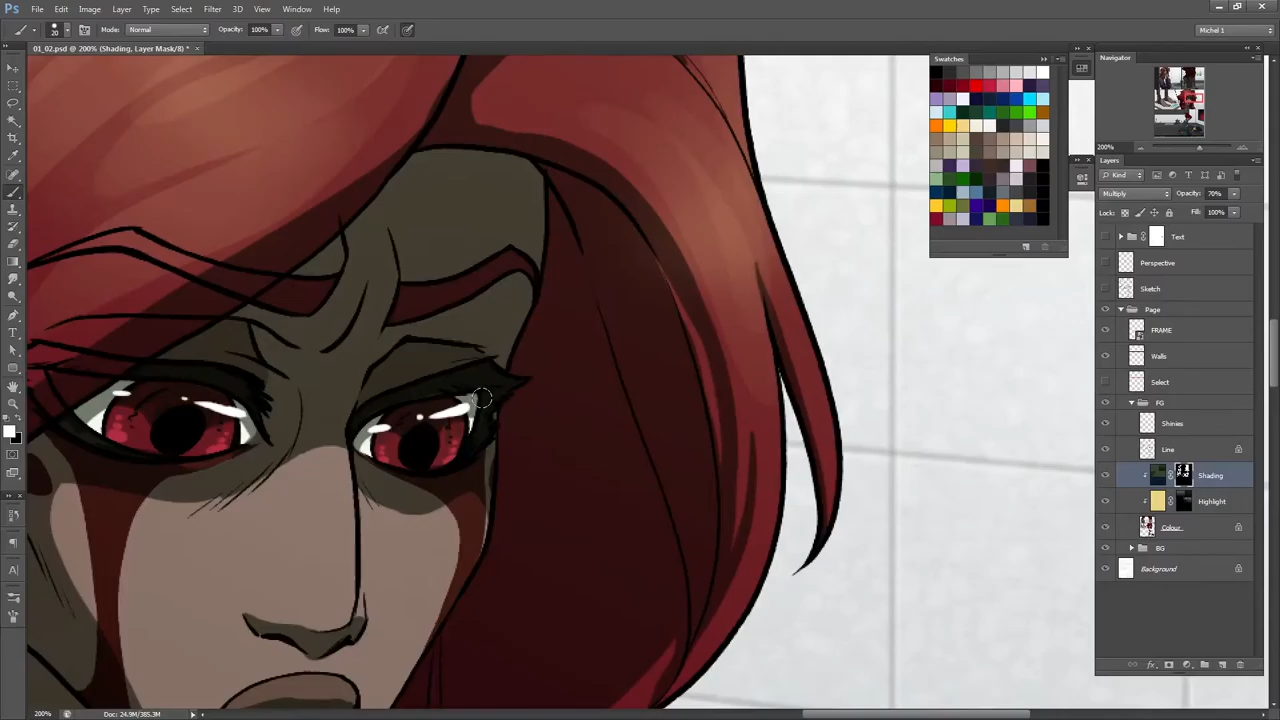 Ps File Edit Image Layer Type Select Filter 3D View Window Help
20 Mode: Normal Opacity: 100% Flow: 100% Michel 1
01_02.psd @ 200% (Shading, Layer Mask/8) * ×
Swatches
Navigator
200%
Layers
Kind
Multiply Opacity: 70%
Lock: Fill: 100%
Text
Perspective
Sketch
Page
FRAME
Walls
Select
FG
Shinies
Line
Shading
Highlight
Colour
BG
Background
200% Doc: 24.9M/385.3M